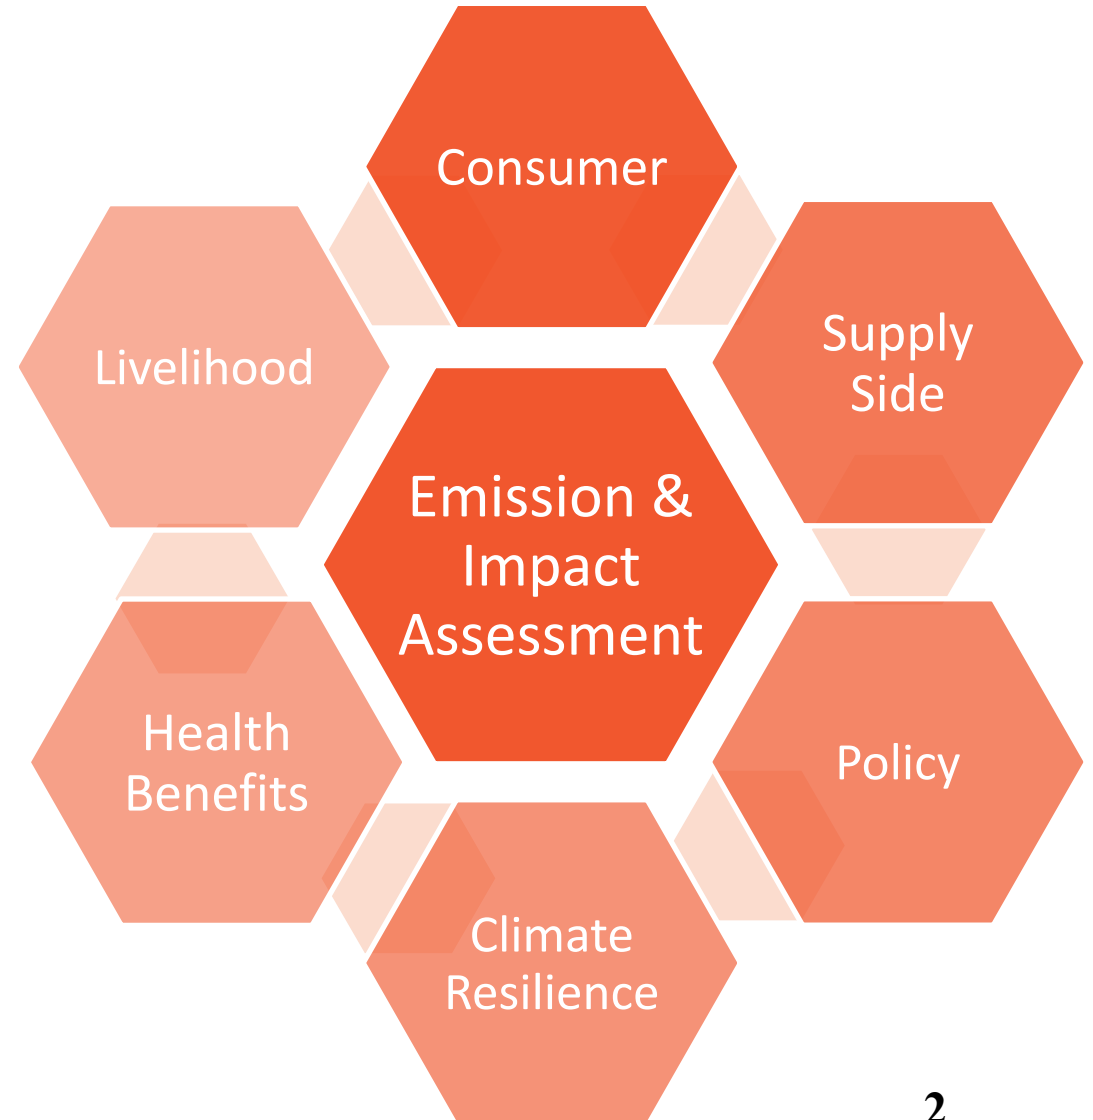 Consumer
Supply
Side
Livelihood
Emission &
Impact
Assessment
Health
Benefits
Policy
Climate
Resilience
2